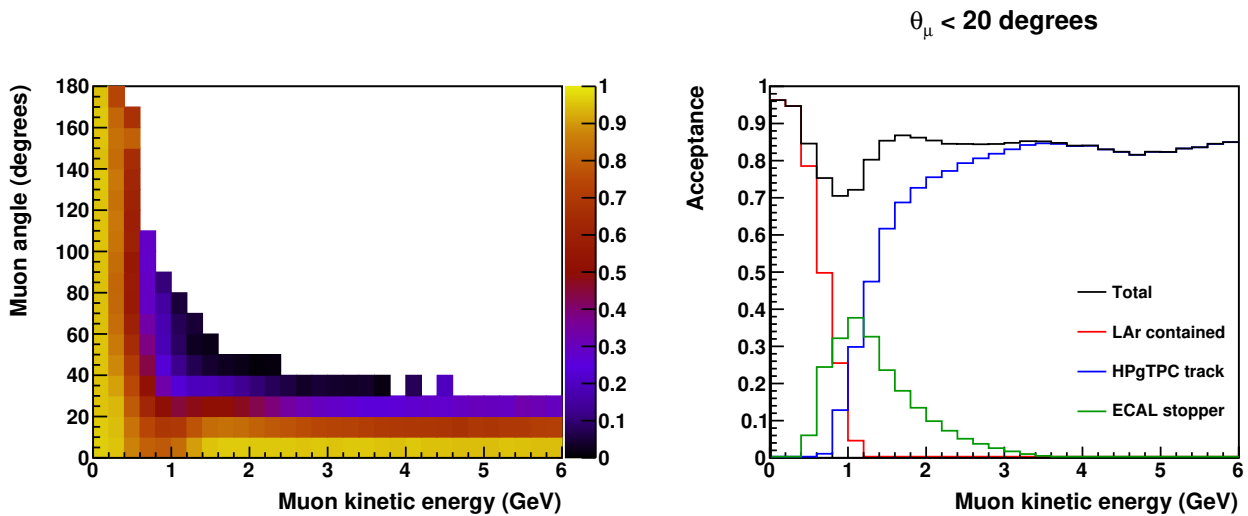 θμ < 20 degrees
Muon angle (degrees)
180
160
140
120
100
80
60
40
20
0
0 1 2 3 4 5 6
Muon kinetic energy (GeV)
1
0.9
0.8
0.7
0.6
0.5
0.4
0.3
0.2
0.1
0
Acceptance
1
0.9
0.8
0.7
0.6
0.5
0.4
0.3
0.2
0.1
0
Total
LAr contained
HPgTPC track
ECAL stopper
0 1 2 3 4 5 6
Muon kinetic energy (GeV)